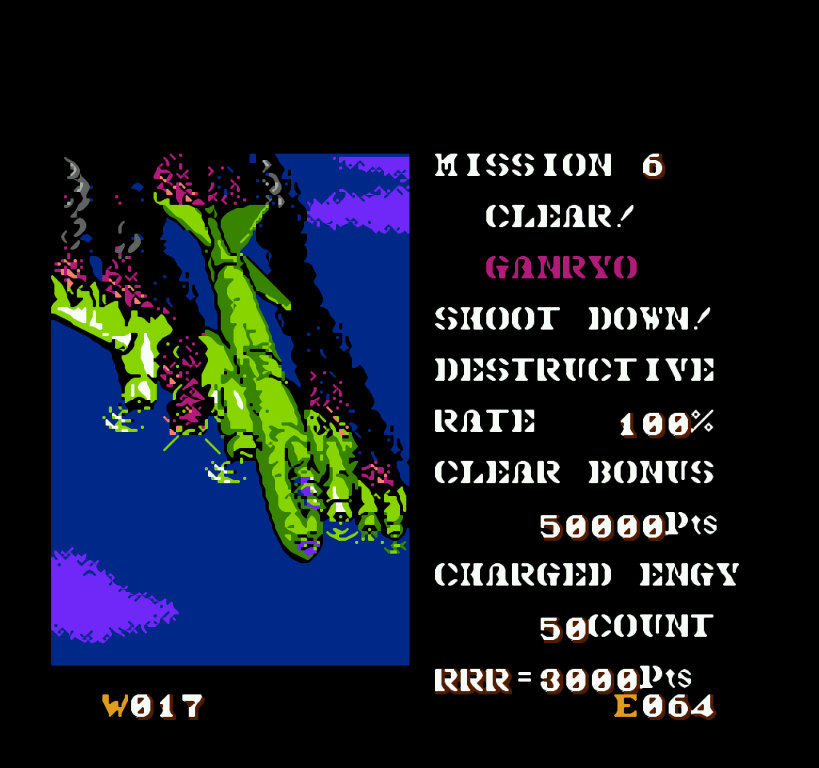 MISSION 6
CLEAR!
GANRYO
SHOOT DOWN!
DESTRUCTIVE
RATE 100%
CLEAR BONUS
50000Pts
CHARGED ENGY
50COUNT
RRR=3000Pts
W017 E064